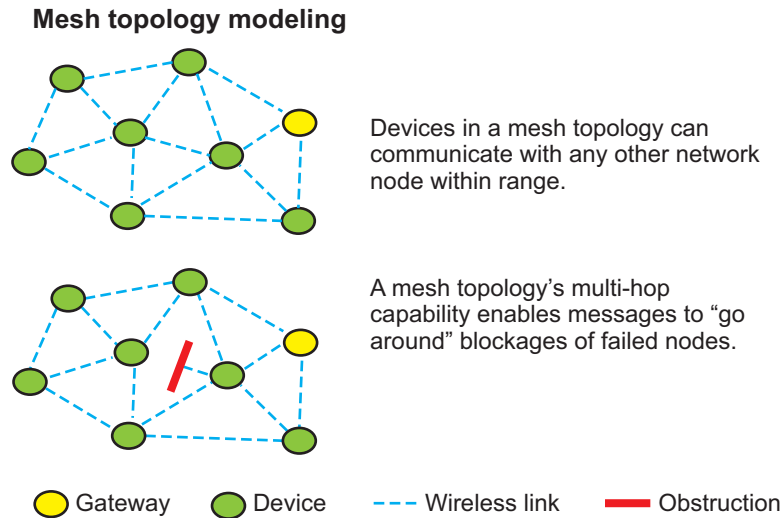 Mesh topology modeling
Devices in a mesh topology can
communicate with any other network
node within range.
A mesh topology’s multi-hop
capability enables messages to “go
around” blockages of failed nodes.
Gateway
Device
Wireless link
Obstruction